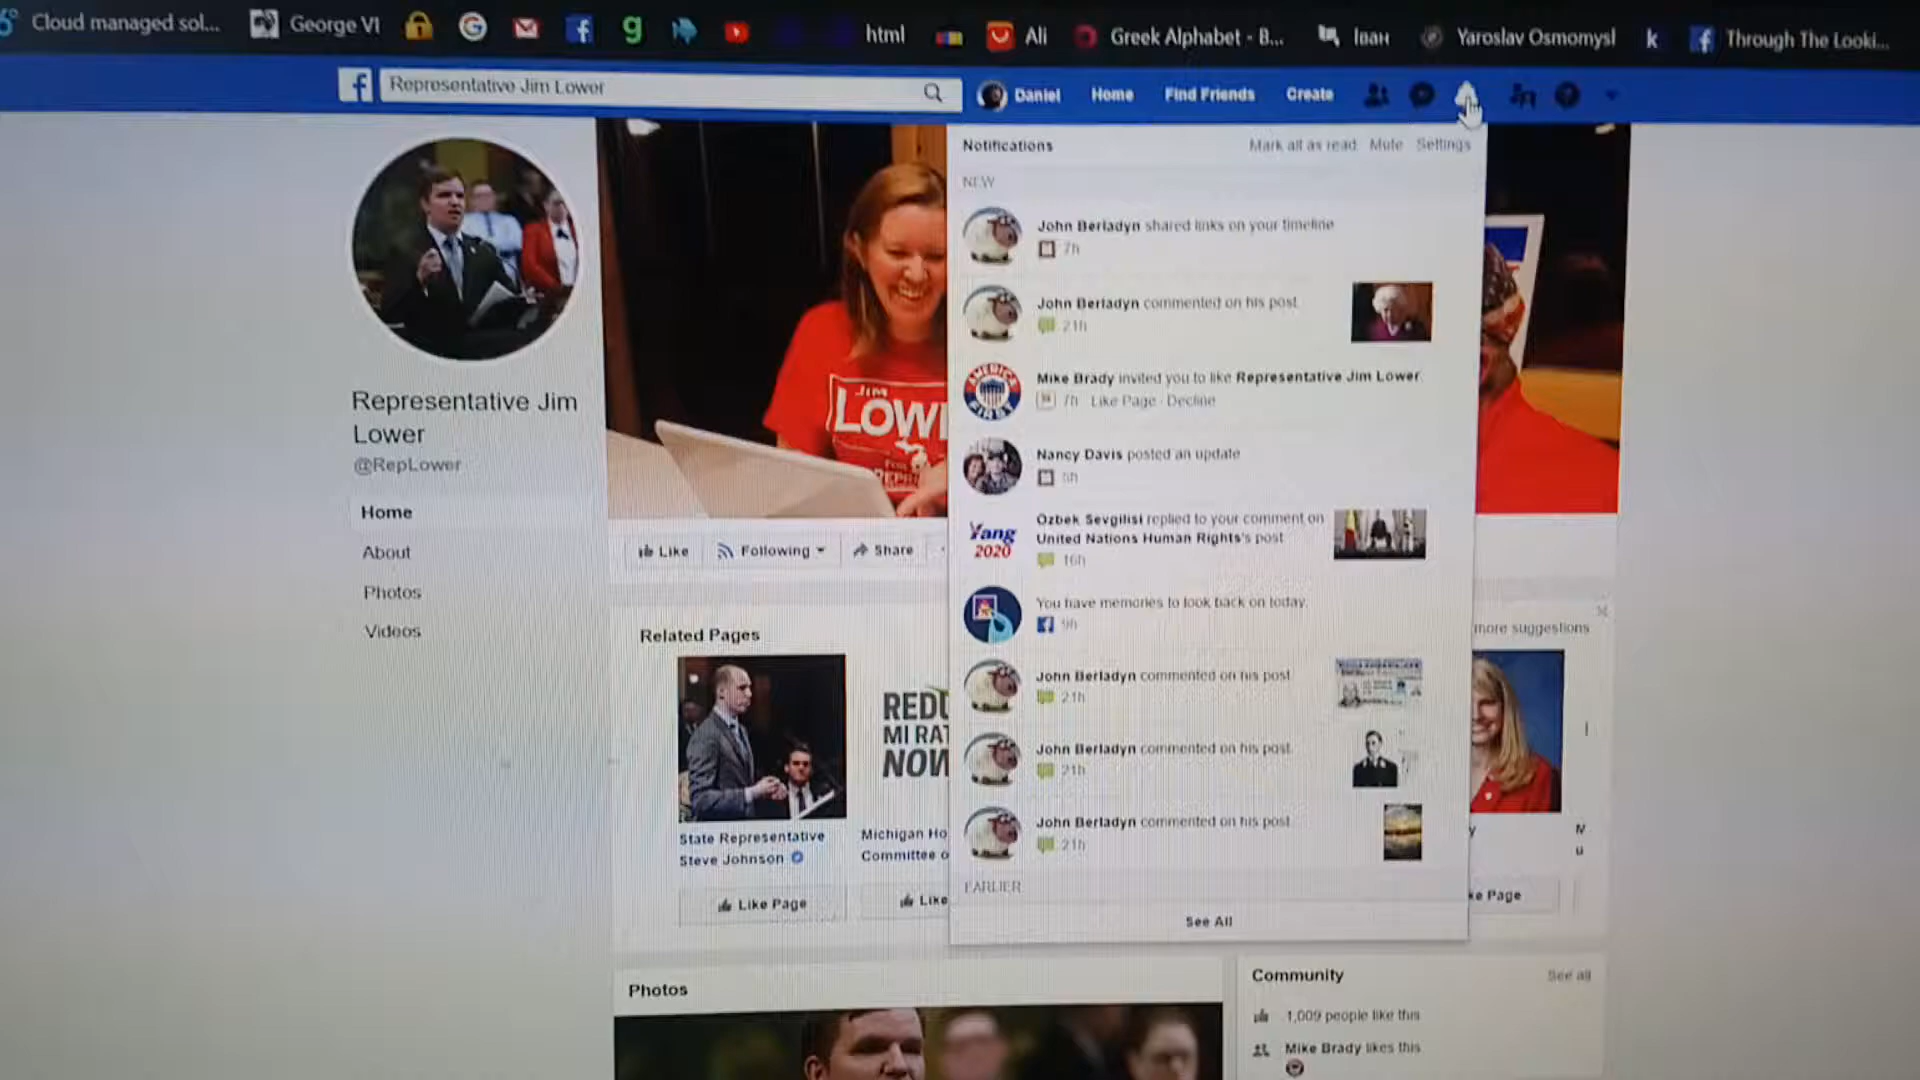 Cloud managed sol...
George VI
html
Ali
Greek Alphabet - B...
Іван
Yaroslav Osmomysl
k
Through The Looki...
Representative Jim Lower
Daniel
Home
Find Friends
Create
Notifications
Mark all as read
Mute
Settings
NEW
John Berladyn shared links on your timeline
7h
John Berladyn commented on his post.
21h
AMERICA FIRST
Mike Brady invited you to like Representative Jim Lower.
7h Like Page · Decline
Nancy Davis posted an update
Yang
2020
Ozbek Sevgilisi replied to your comment on
United Nations Human Rights's post
16h
You have memories to look back on today.
9h
John Berladyn commented on his post
21h
John Berladyn commented on his post.
21h
John Berladyn commented on his post.
21h
EARLIER
See All
Representative Jim
Lower
@RepLower
Home
About
Photos
Videos
JIM
LOW
Like
Following
Share
Related Pages
more suggestions
State Representative
Steve Johnson
Like Page
MI RA
NOW
Michigan Ho
Committee o
Like
ke Page
Photos
Community
See all
1,009 people like this
Mike Brady likes this